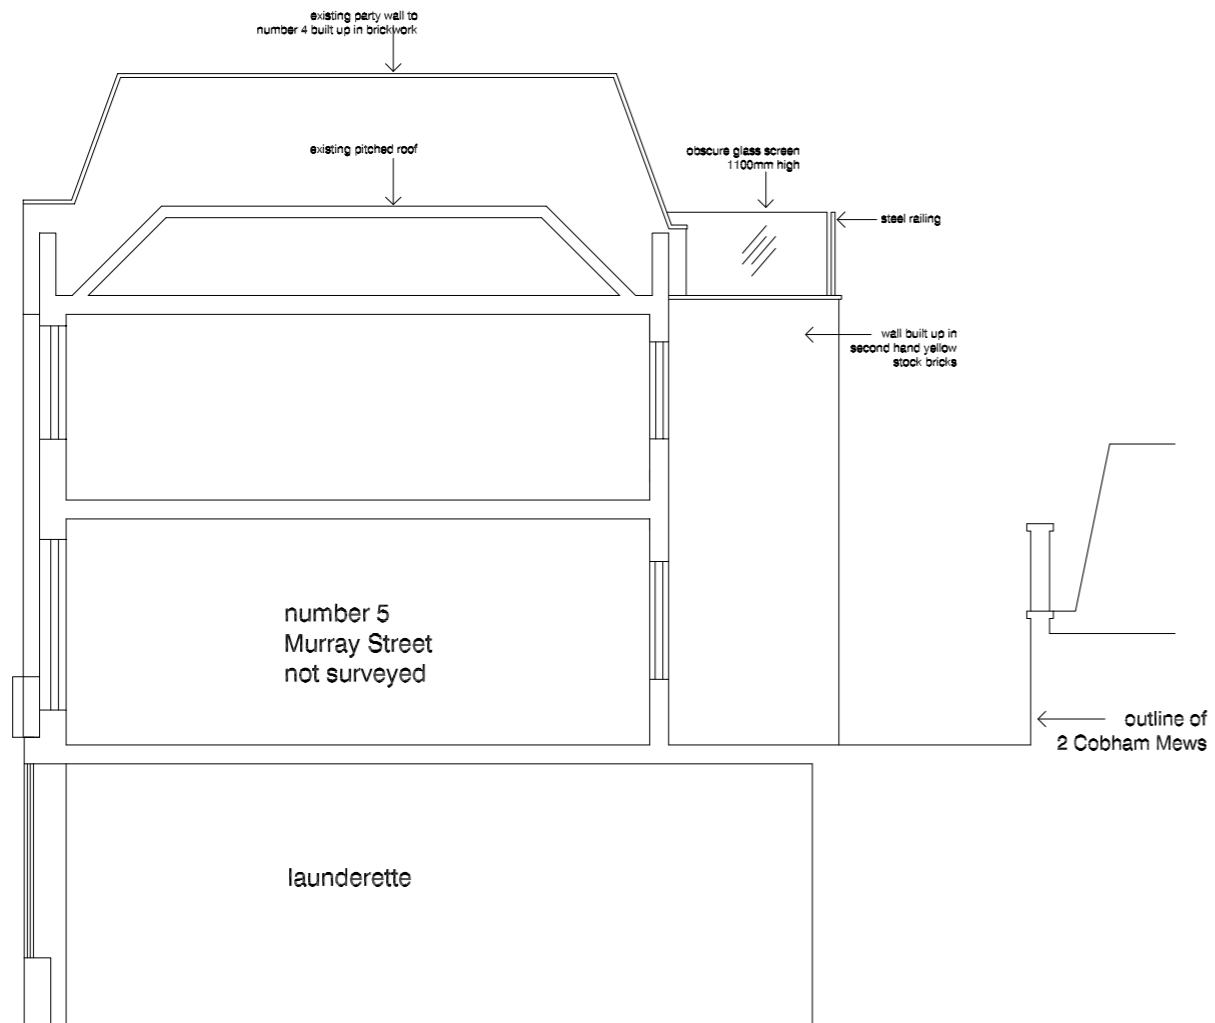 existing party wall to
number 4 built up in brickwork
existing pitched roof
obscure glass screen
1100mm high
steel railing
wall built up in
second hand yellow
stock bricks
number 5
Murray Street
not surveyed
outline of
2 Cobham Mews
launderette